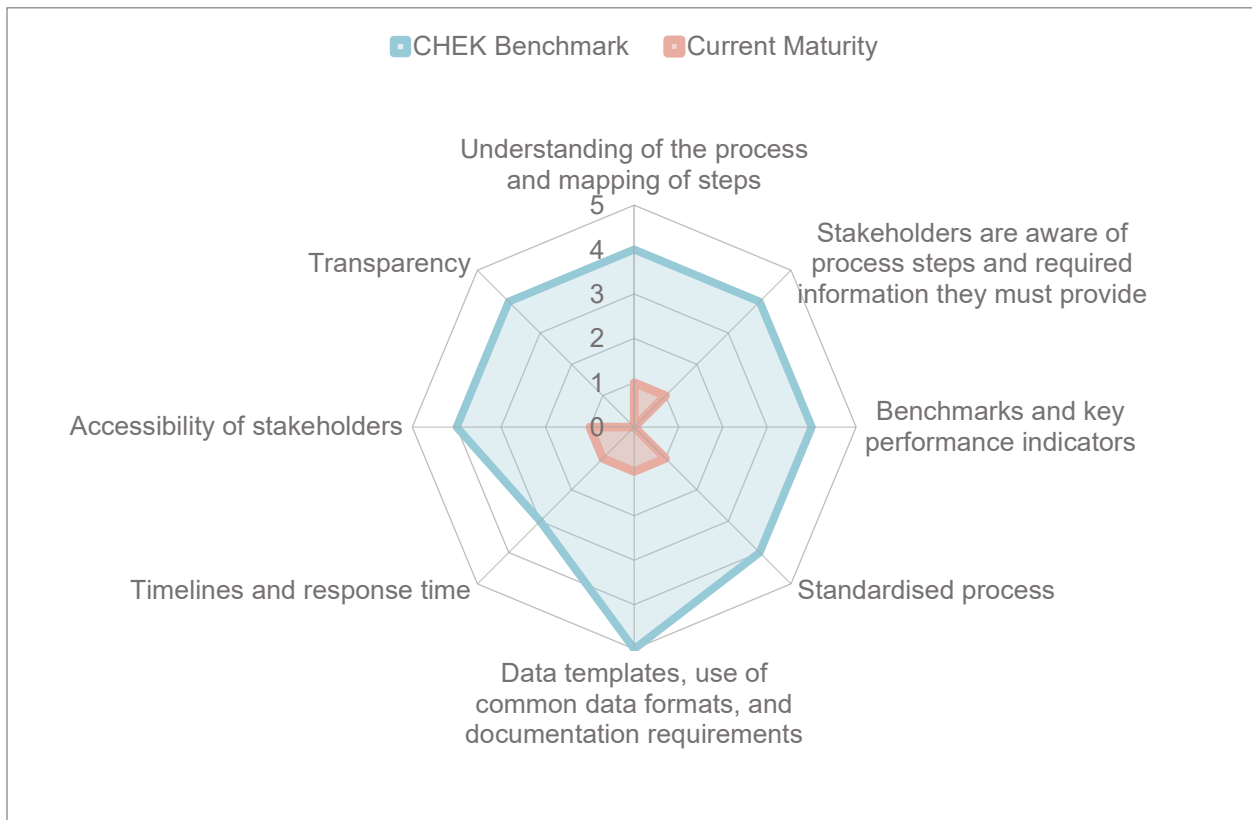 CHEK Benchmark
Current Maturity
Understanding of the process
and mapping of steps
Stakeholders are aware of
process steps and required
information they must provide
Benchmarks and key
performance indicators
Standardised process
Data templates, use of
common data formats, and
documentation requirements
Timelines and response time
Accessibility of stakeholders
Transparency
5
4
3
2
1
0